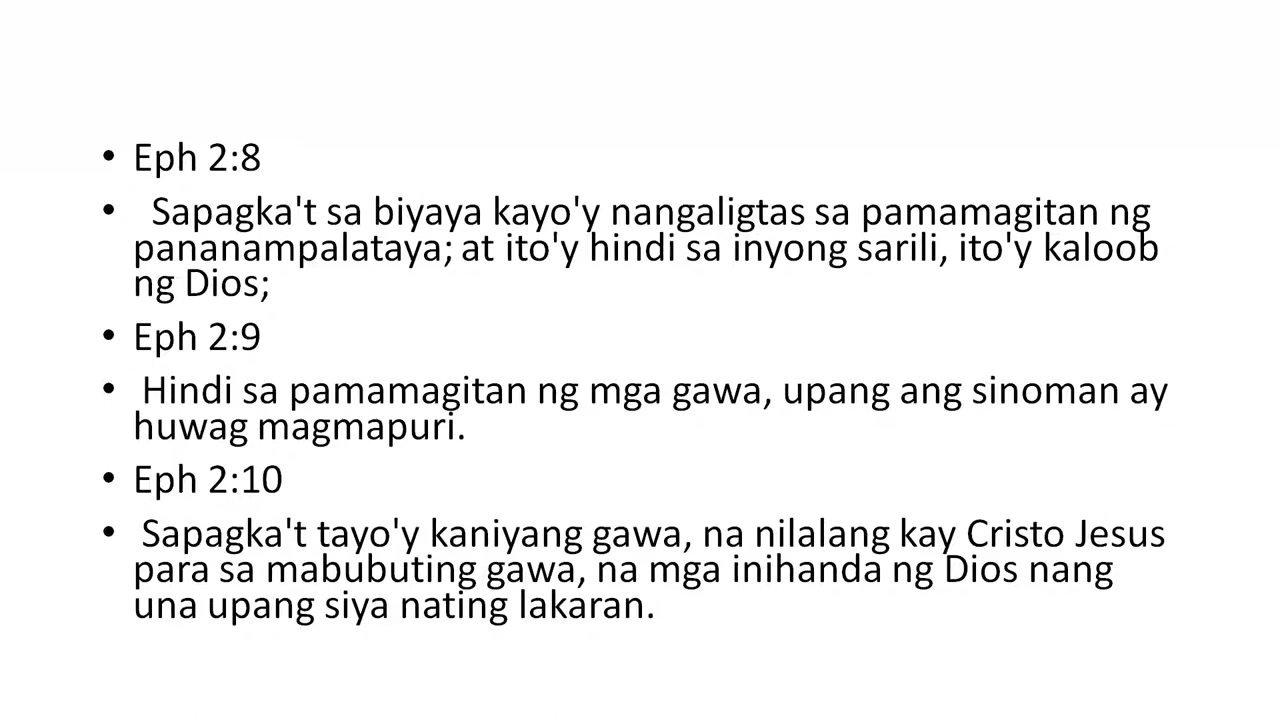 • Eph 2:8
• Sapagka't sa biyaya kayo'y nangaligtas sa pamamagitan ng
pananampalataya; at ito'y hindi sa inyong sarili, ito'y kaloob
ng Dios;
• Eph 2:9
• Hindi sa pamamagitan ng mga gawa, upang ang sinoman ay
huwag magmapuri.
• Eph 2:10
• Sapagka't tayo'y kaniyang gawa, na nilalang kay Cristo Jesus
para sa mabubuting gawa, na mga inihanda ng Dios nang
una upang siya nating lakaran.